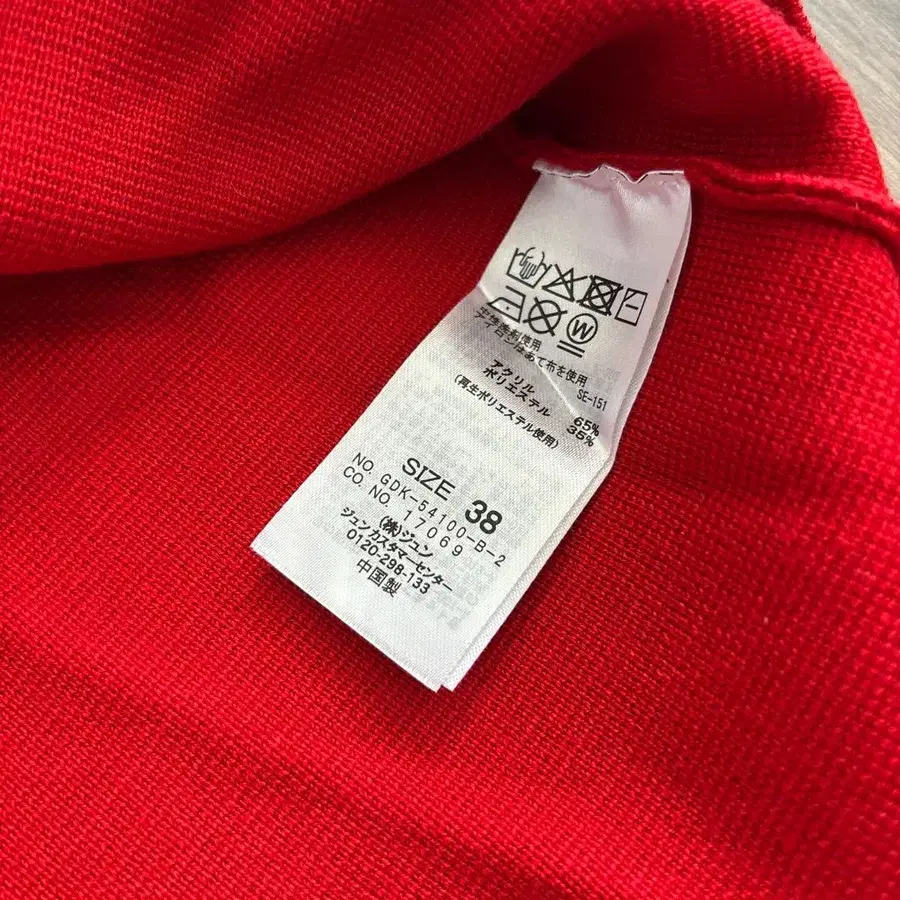 中性洗剤使用
アイロンはあて布を使用
SE-151
アクリル 65%
ポリエステル 35%
(再生ポリエステル使用)
SIZE 38
NO. GDK-54100-B-2
CO. NO. 17069
(株)ジュン
ジュンカスタマーセンター
0120-298-133
中国製